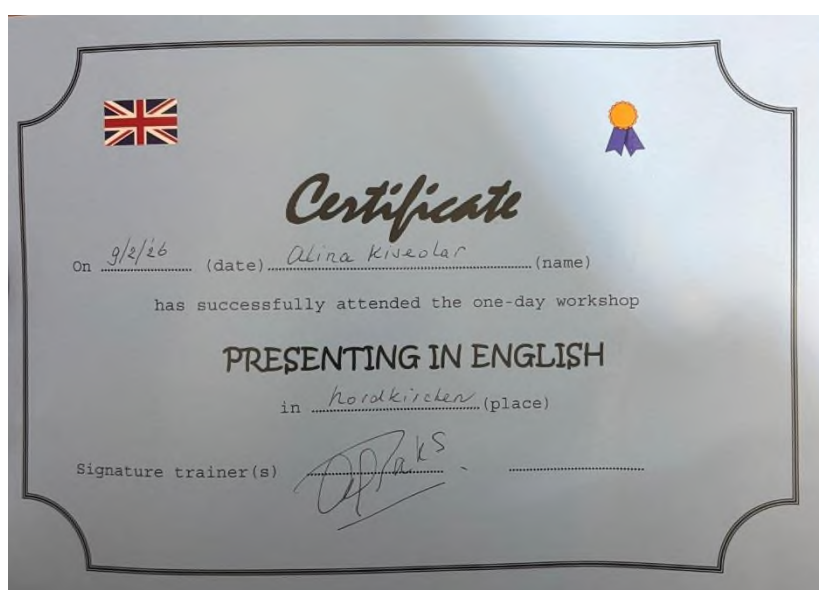 Certificate
On 9/2/26 (date) Alina Kiseolar (name)
has successfully attended the one-day workshop
PRESENTING IN ENGLISH
in Nordkirchen (place)
Signature trainer(s)